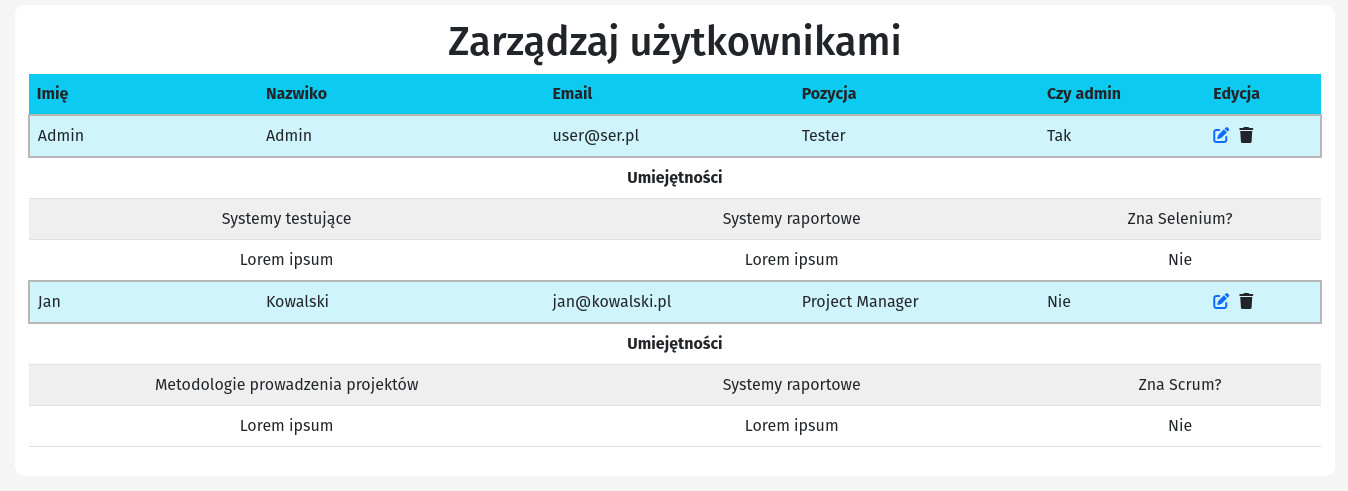 Zarządzaj użytkownikami
Imię Nazwiko Email Pozycja Czy admin Edycja
Admin Admin user@ser.pl Tester Tak
Umiejętności
Systemy testujące Systemy raportowe Zna Selenium?
Lorem ipsum Lorem ipsum Nie
Jan Kowalski jan@kowalski.pl Project Manager Nie
Umiejętności
Metodologie prowadzenia projektów Systemy raportowe Zna Scrum?
Lorem ipsum Lorem ipsum Nie